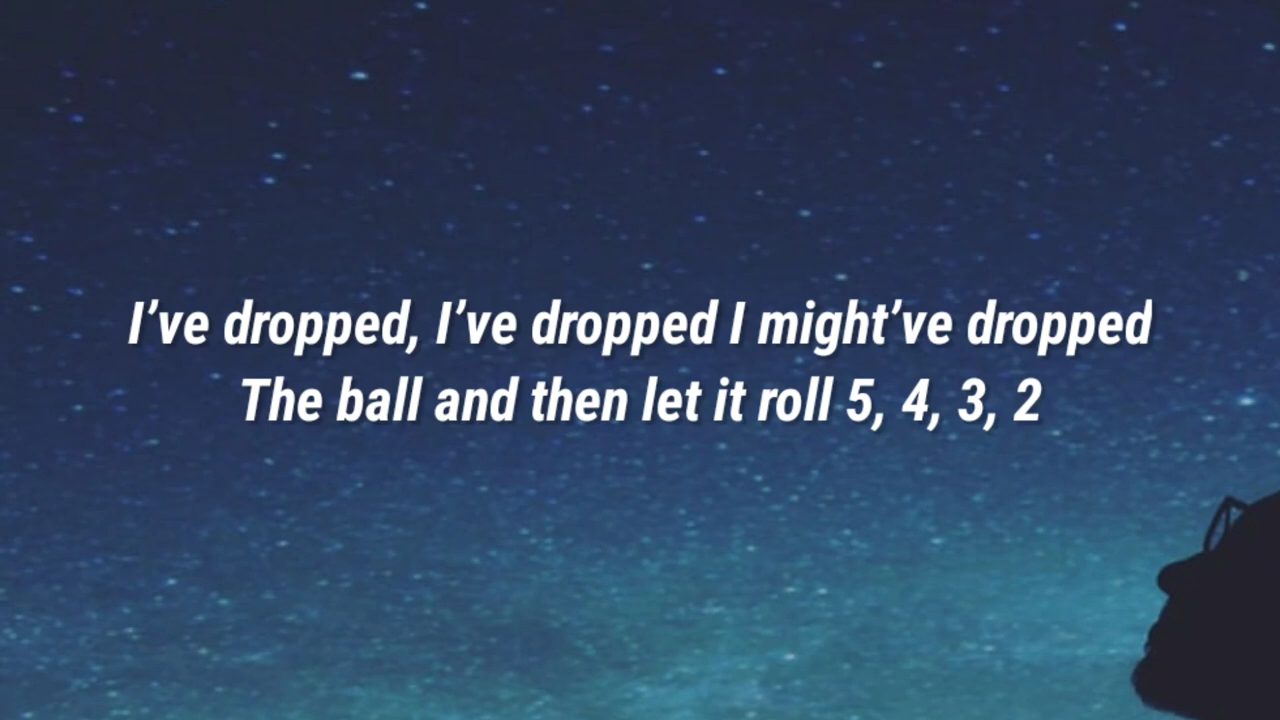 I’ve dropped, I’ve dropped I might’ve dropped
The ball and then let it roll 5, 4, 3, 2